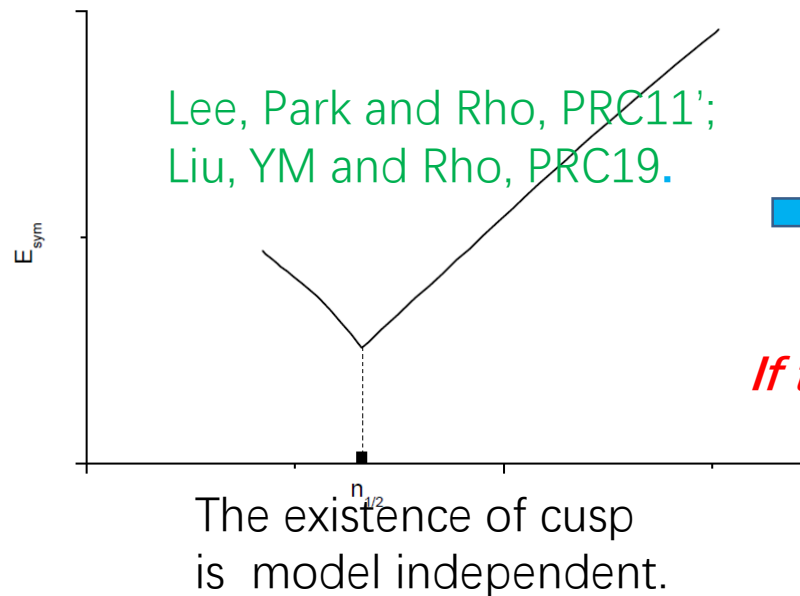 Lee, Park and Rho, PRC11';
Liu, YM and Rho, PRC19.
E_sym
If
n_1/2
The existence of cusp
is model independent.